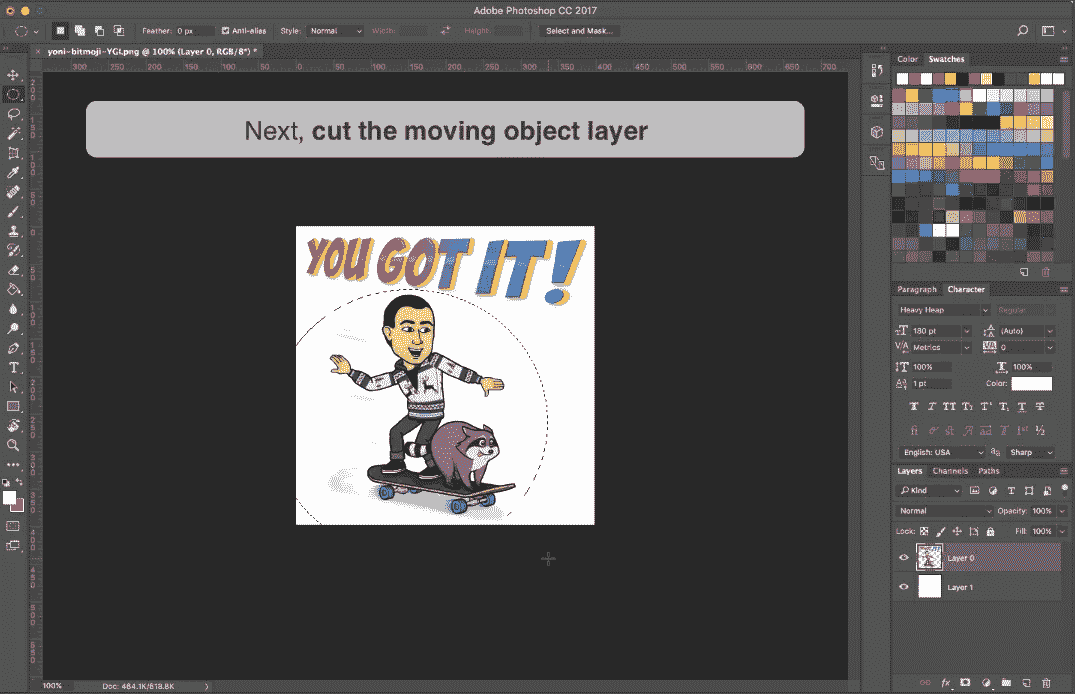 Adobe Photoshop CC 2017
Feather: 0 px Anti-alias Style: Normal Width: Height: Select and Mask...
× yoni-bitmoji-YGI.png @ 100% (Layer 0, RGB/8*) *
300 250 200 150 100 50 0 50 100 150 200 250 300 350 400 450 500 550 600 650 700
Color Swatches
Next, cut the moving object layer
YOU GOT IT!
Paragraph Character
Heavy Heap Regular
180 pt (Auto)
Metrics 0
100% 100%
1 pt Color:
English: USA Sharp
Layers Channels Paths
Kind
Normal Opacity: 100%
Lock: Fill: 100%
Layer 0
Layer 1
100% Doc: 464.1K/618.8K
fx